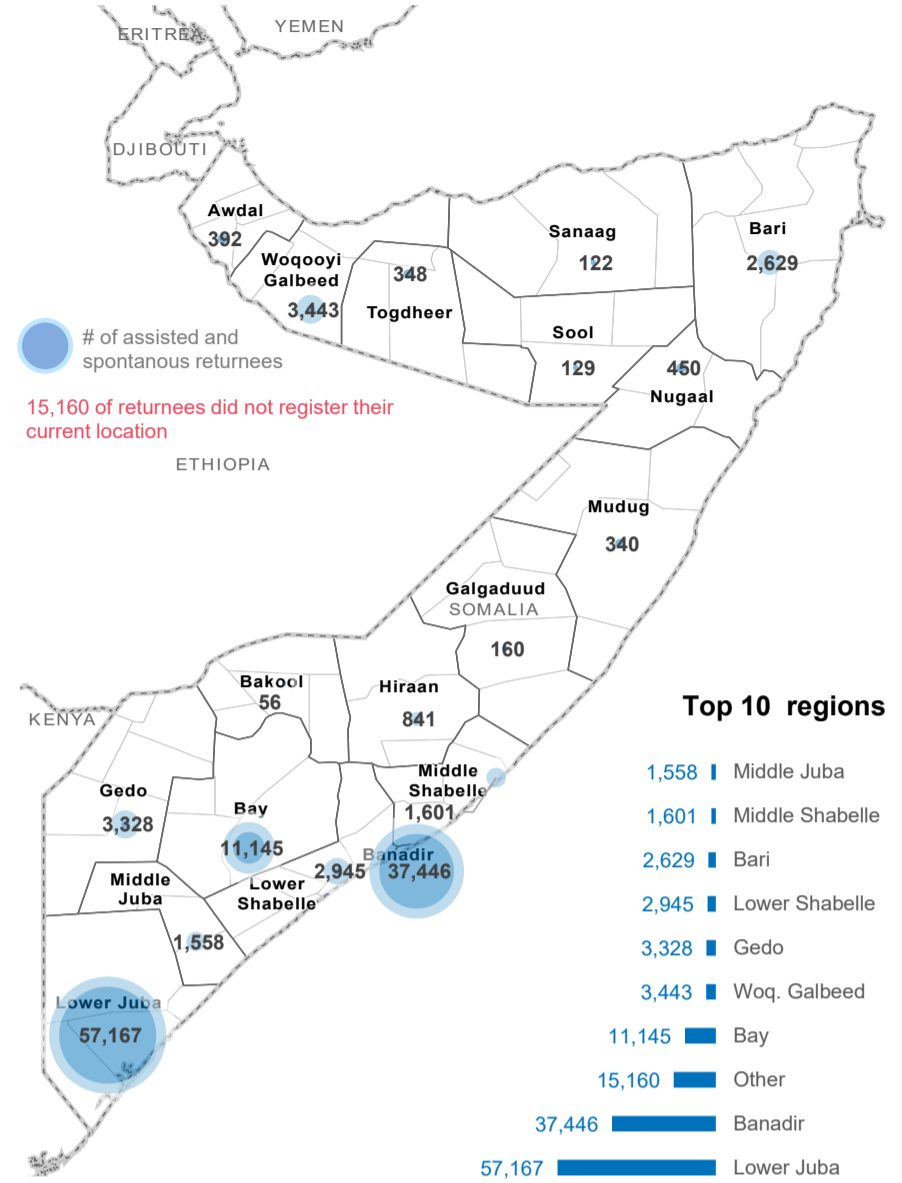 ERITREA
YEMEN
DJIBOUTI
Awdal
392
Woqooyi
Galbeed
3,443
348
Togdheer
Sanaag
122
Bari
2,629
Sool
129
450
Nugaal
# of assisted and
spontanous returnees
15,160 of returnees did not register their
current location
ETHIOPIA
Mudug
340
Galgaduud
SOMALIA
160
Bakool
56
Hiraan
841
KENYA
Gedo
3,328
Bay
11,145
Middle
Shabelle
1,601
Banadir
37,446
2,945
Lower
Shabelle
Middle
Juba
1,558
Lower Juba
57,167
Top 10 regions
1,558 Middle Juba
1,601 Middle Shabelle
2,629 Bari
2,945 Lower Shabelle
3,328 Gedo
3,443 Woq. Galbeed
11,145 Bay
15,160 Other
37,446 Banadir
57,167 Lower Juba